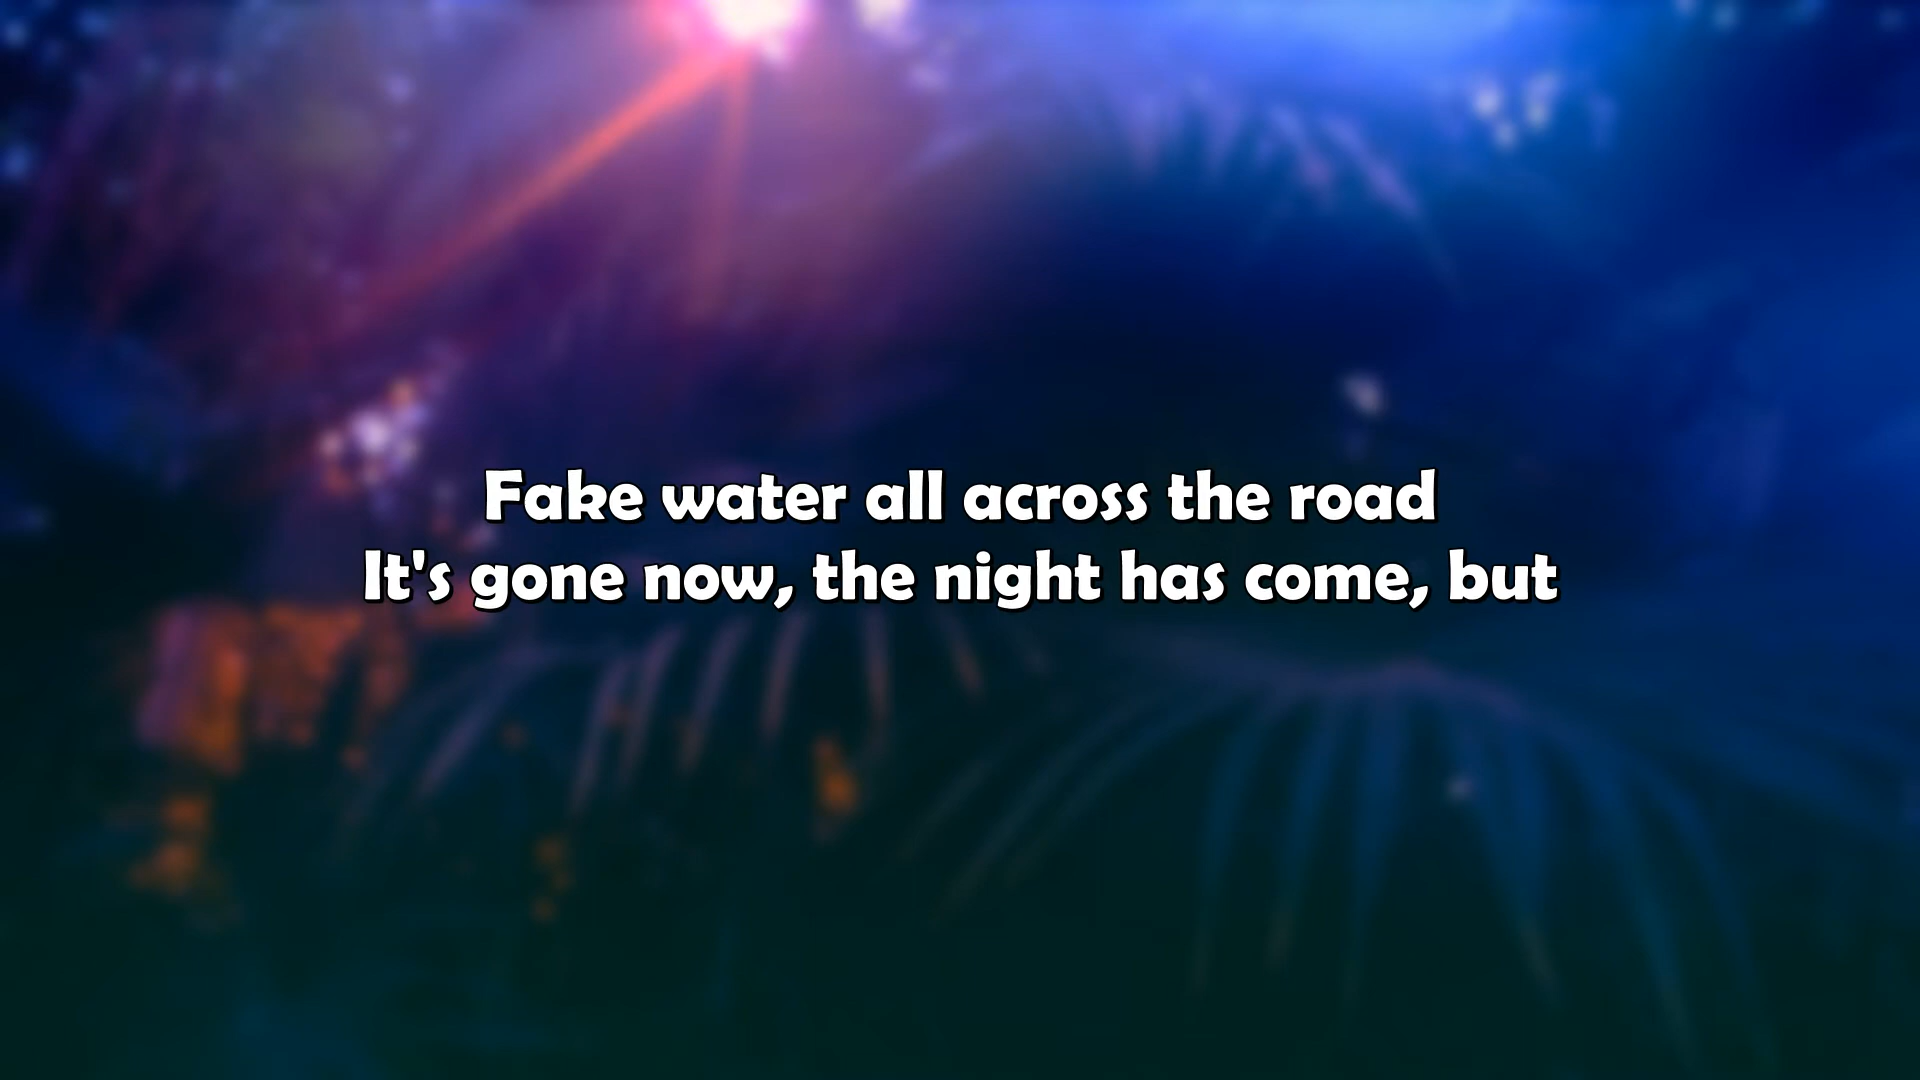 Fake water all across the road
It's gone now, the night has come, but